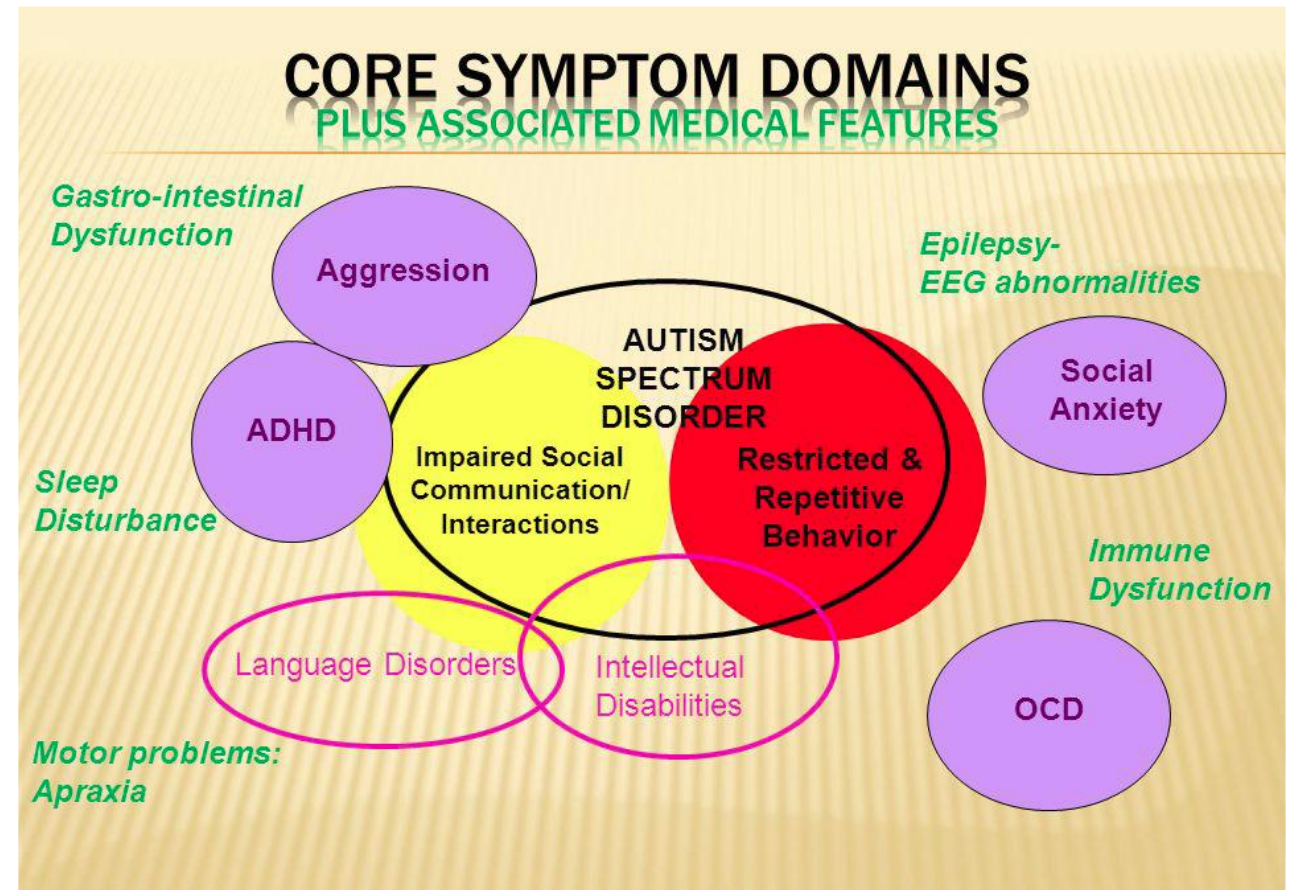 CORE SYMPTOM DOMAINS
PLUS ASSOCIATED MEDICAL FEATURES
Gastro-intestinal
Dysfunction
Aggression
Epilepsy-
EEG abnormalities
AUTISM
SPECTRUM
DISORDER
Social
Anxiety
ADHD
Impaired Social
Communication/
Interactions
Restricted &
Repetitive
Behavior
Sleep
Disturbance
Immune
Dysfunction
Language Disorders
Intellectual
Disabilities
OCD
Motor problems:
Apraxia